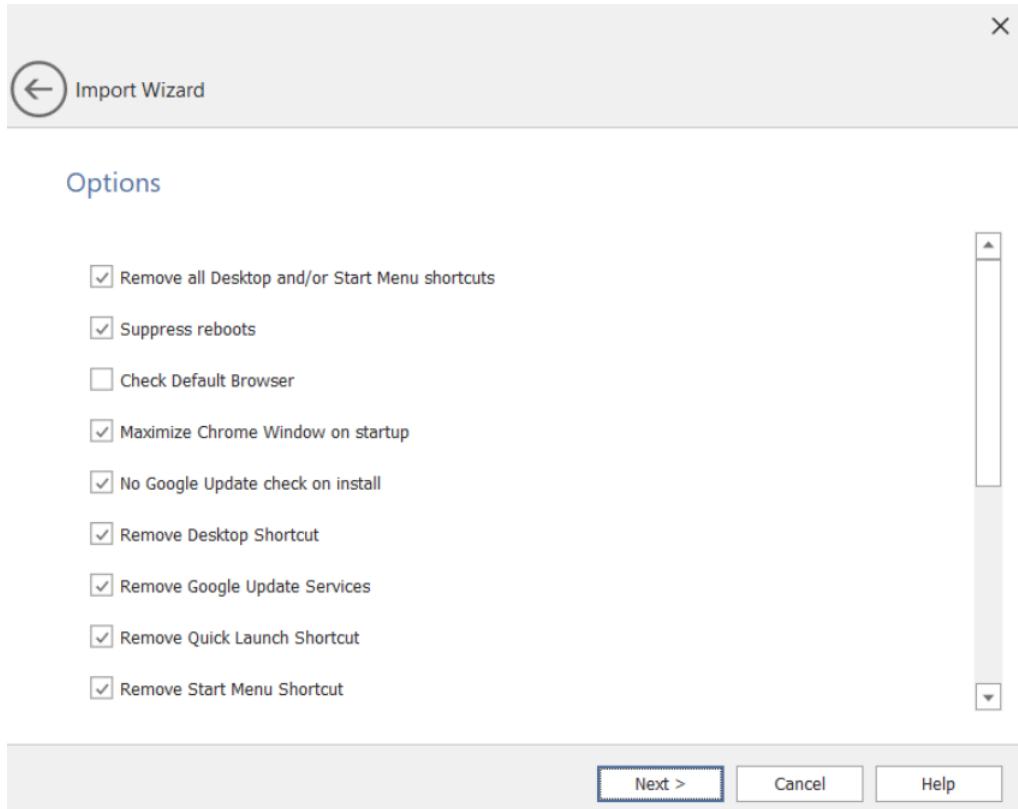 Import Wizard
Options
Remove all Desktop and/or Start Menu shortcuts
Suppress reboots
Check Default Browser
Maximize Chrome Window on startup
No Google Update check on install
Remove Desktop Shortcut
Remove Google Update Services
Remove Quick Launch Shortcut
Remove Start Menu Shortcut
Next > Cancel Help